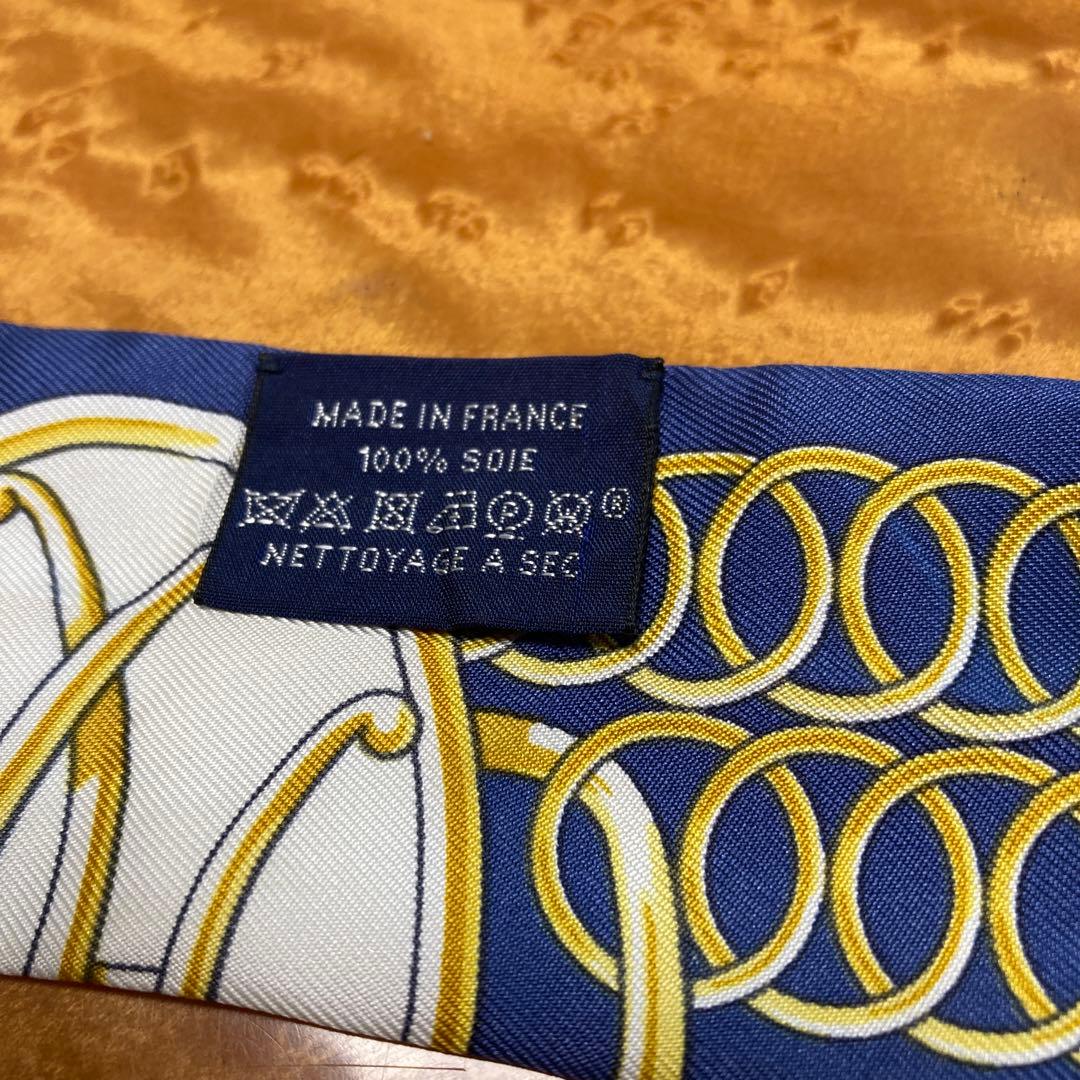 MADE IN FRANCE
100% SOIE
P W ®
NETTOYAGE A SEC